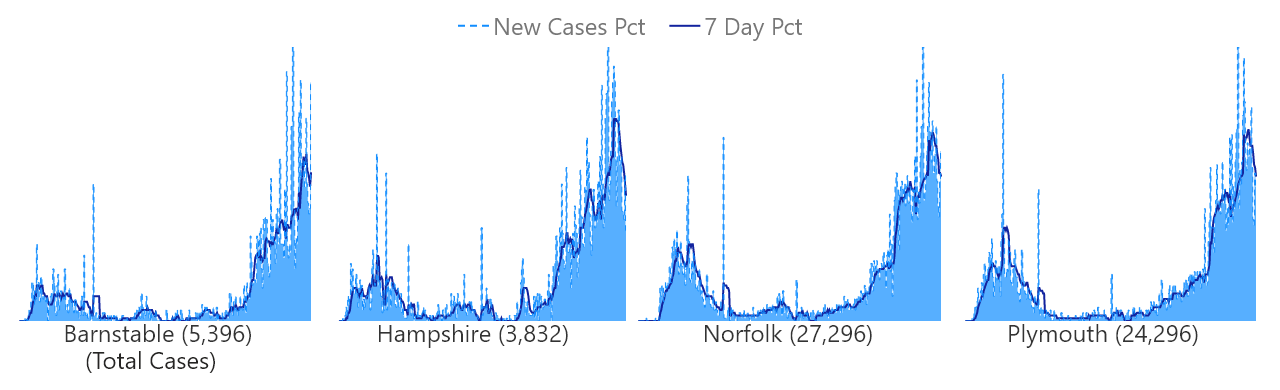 New Cases Pct 7 Day Pct
Barnstable (5,396) Hampshire (3,832) Norfolk (27,296) Plymouth (24,296)
(Total Cases)